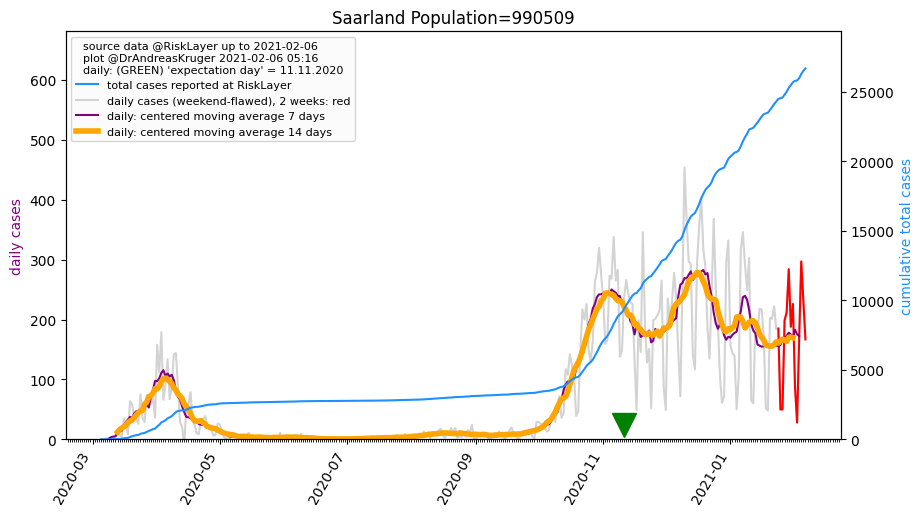 Saarland Population=990509
source data @RiskLayer up to 2021-02-06
plot @DrAndreasKruger 2021-02-06 05:16
daily: (GREEN) 'expectation day' = 11.11.2020
total cases reported at RiskLayer
daily cases (weekend-flawed), 2 weeks: red
daily: centered moving average 7 days
daily: centered moving average 14 days
daily cases
600
500
400
300
200
100
0
cumulative total cases
25000
20000
15000
10000
5000
0
2020-03
2020-05
2020-07
2020-09
2020-11
2021-01